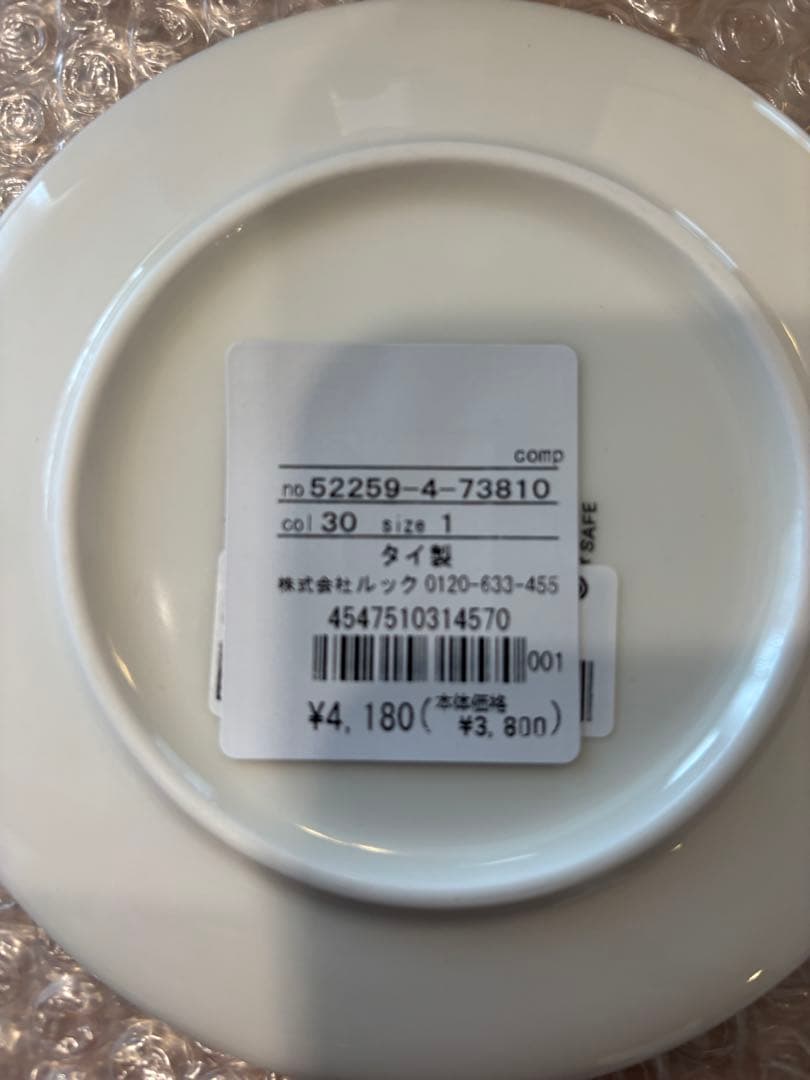 comp
no 52259-4-73810
col 30 size 1
タイ製
株式会社ルック 0120-633-455
4547510314570
001
¥4,180(本体価格 ¥3,800)
SAFE